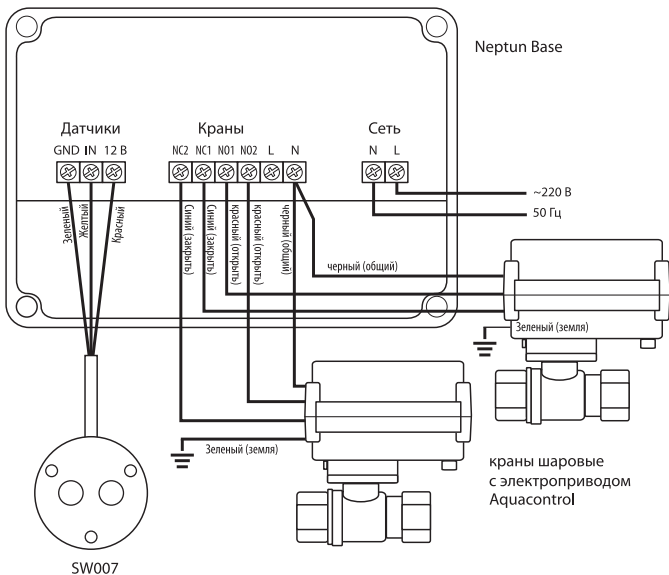 Neptun Base
Датчики
Краны
Сеть
GND IN 12 В
NC2 NC1 NO1 NO2 L N
N L
Зеленый
Желтый
Красный
Синий (закрыть)
Синий (закрыть)
красный (открыть)
красный (открыть)
черный (общий)
черный (общий)
~220 В
50 Гц
Зеленый (земля)
Зеленый (земля)
краны шаровые
с электроприводом
Aquacontrol
SW007